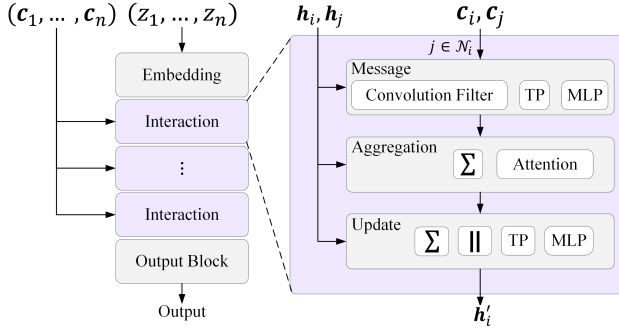 (𝒄₁, … , 𝒄ₙ) (z₁, … , zₙ)
Embedding
Interaction
⋮
Interaction
Output Block
Output
𝒉ᵢ, 𝒉ⱼ
𝒄ᵢ, 𝒄ⱼ
j ∈ 𝒩ᵢ
Message
Convolution Filter TP MLP
Aggregation
Σ Attention
Update
Σ || TP MLP
𝒉′ᵢ